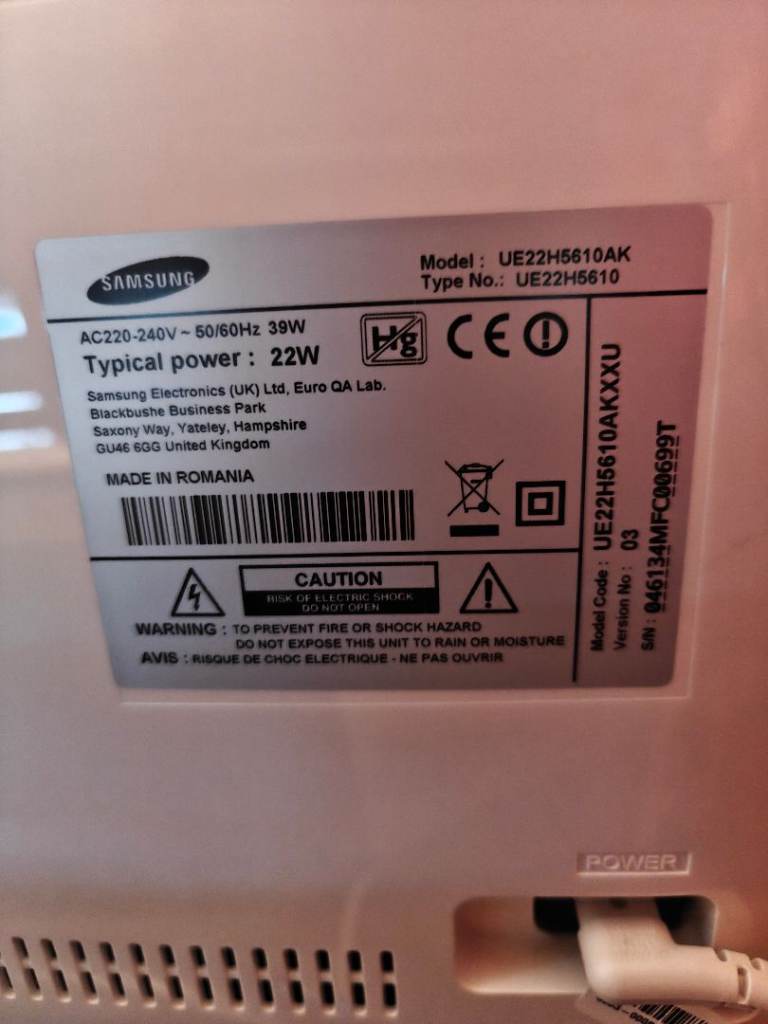 SAMSUNG
Model : UE22H5610AK
Type No.: UE22H5610
AC220-240V ~ 50/60Hz 39W
Typical power : 22W
Hg
CE
Samsung Electronics (UK) Ltd, Euro QA Lab.
Blackbushe Business Park
Saxony Way, Yateley, Hampshire
GU46 6GG United Kingdom
MADE IN ROMANIA
CAUTION
RISK OF ELECTRIC SHOCK
DO NOT OPEN
WARNING : TO PREVENT FIRE OR SHOCK HAZARD
DO NOT EXPOSE THIS UNIT TO RAIN OR MOISTURE
AVIS : RISQUE DE CHOC ELECTRIQUE - NE PAS OUVRIR
Model Code : UE22H5610AKXXU
Version No : 03
S/N : 046134MFC00699T
POWER